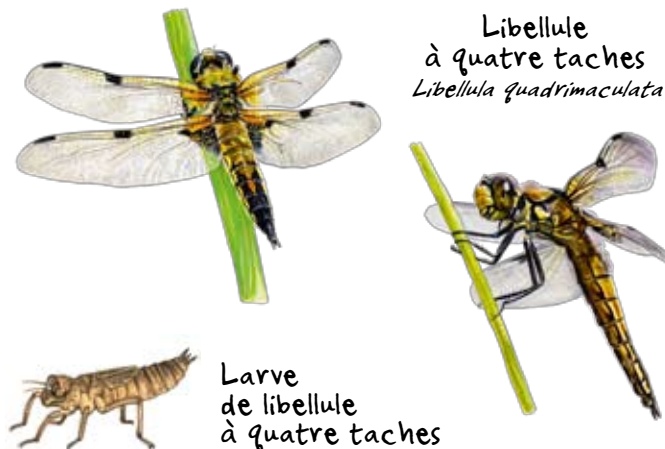 Libellule
à quatre taches
Libellula quadrimaculata
Larve
de libellule
à quatre taches